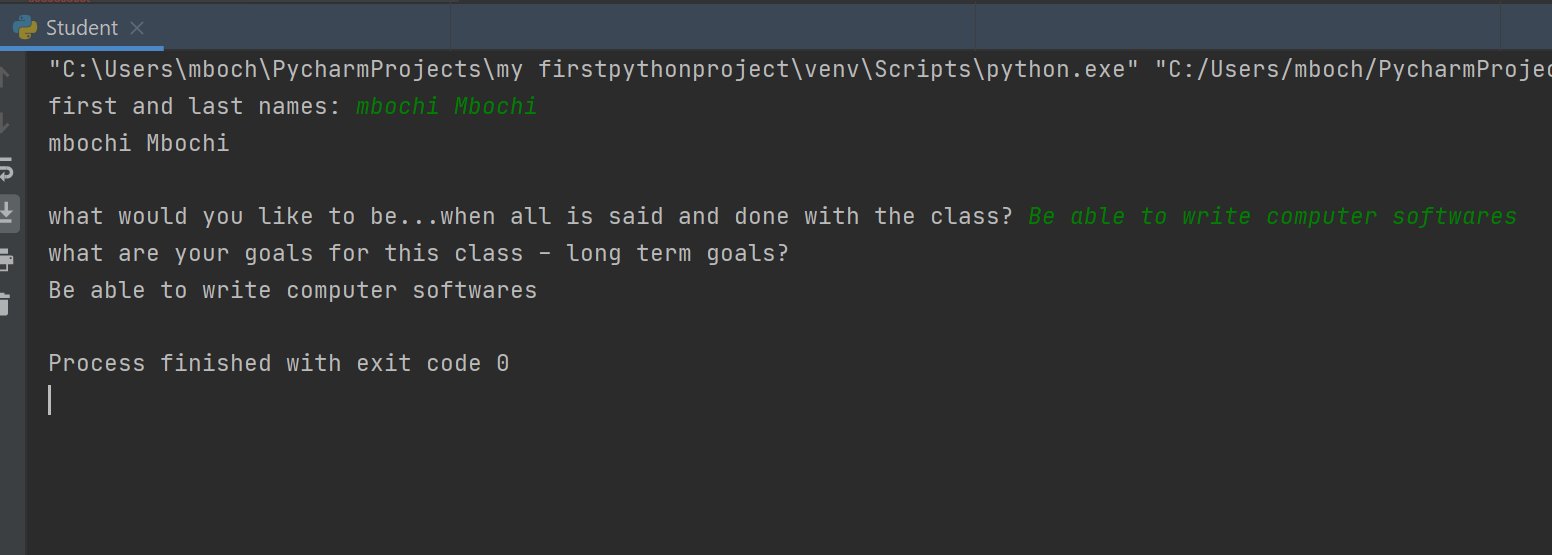 Student
"C:\Users\mboch\PycharmProjects\my firstpythonproject\venv\Scripts\python.exe" "C:/Users/mboch/PycharmProjec
first and last names: mbochi Mbochi
mbochi Mbochi
what would you like to be...when all is said and done with the class? Be able to write computer softwares
what are your goals for this class - long term goals?
Be able to write computer softwares
Process finished with exit code 0